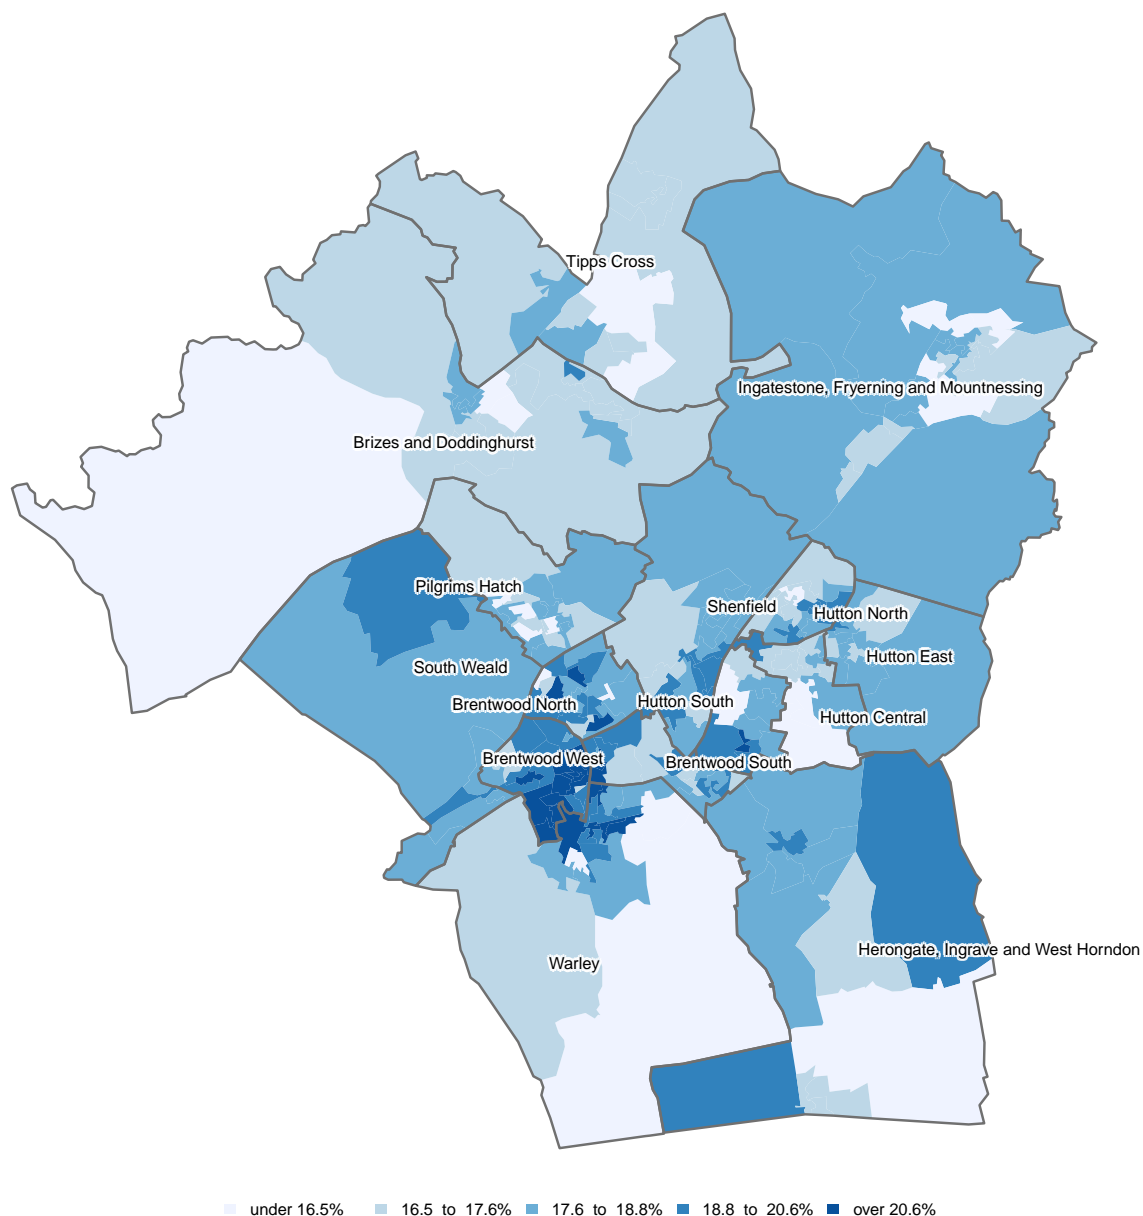 Tipps Cross
Ingatestone, Fryerning and Mountnessing
Brizes and Doddinghurst
Pilgrims Hatch
Shenfield
Hutton North
Hutton East
South Weald
Brentwood North
Hutton South
Hutton Central
Brentwood West
Brentwood South
Herongate, Ingrave and West Horndon
Warley
under 16.5% 16.5 to 17.6% 17.6 to 18.8% 18.8 to 20.6% over 20.6%